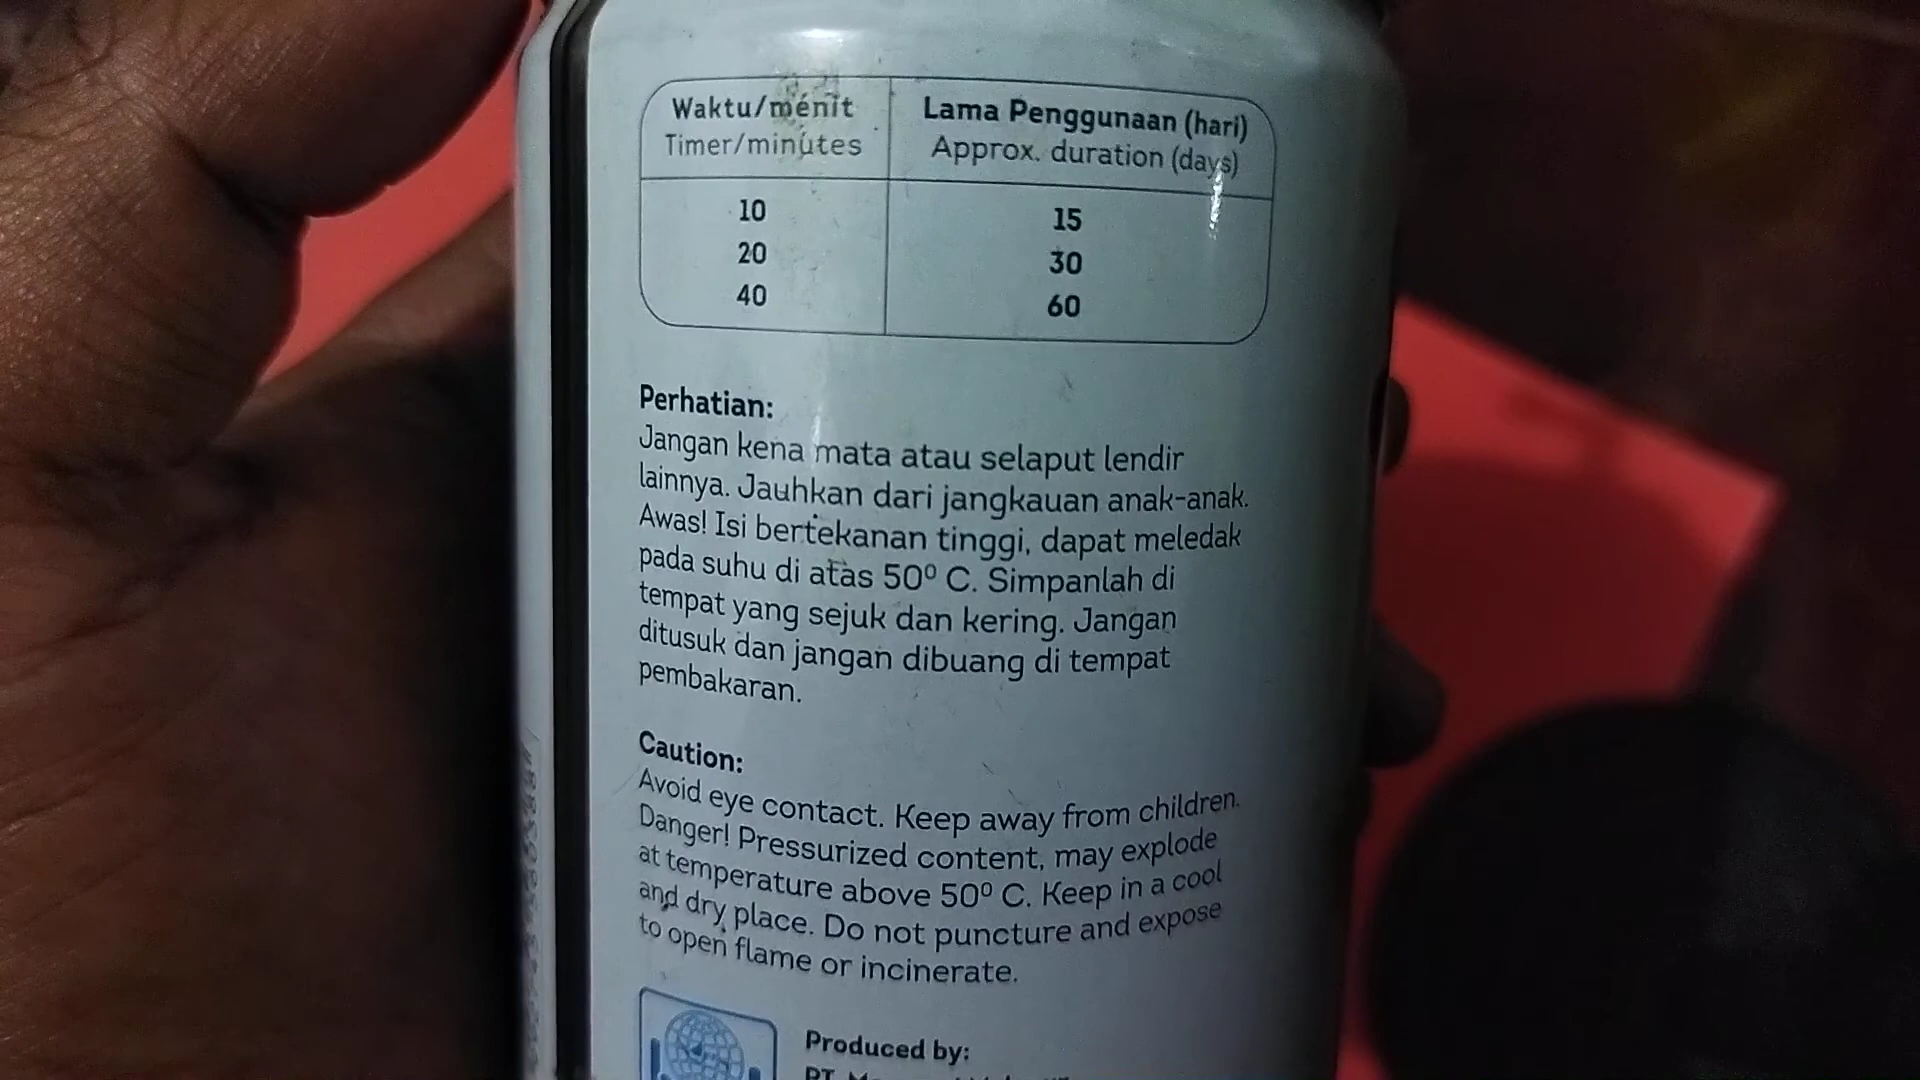 Waktu/menit
Timer/minutes
Lama Penggunaan (hari)
Approx. duration (days)
10
15
20
30
40
60
Perhatian:
Jangan kena mata atau selaput lendir
lainnya. Jauhkan dari jangkauan anak-anak.
Awas! Isi bertekanan tinggi, dapat meledak
pada suhu di atas 50º C. Simpanlah di
tempat yang sejuk dan kering. Jangan
ditusuk dan jangan dibuang di tempat
pembakaran.
Caution:
Avoid eye contact. Keep away from children.
Danger! Pressurized content, may explode
at temperature above 50º C. Keep in a cool
and dry place. Do not puncture and expose
to open flame or incinerate.
Produced by:
PT.